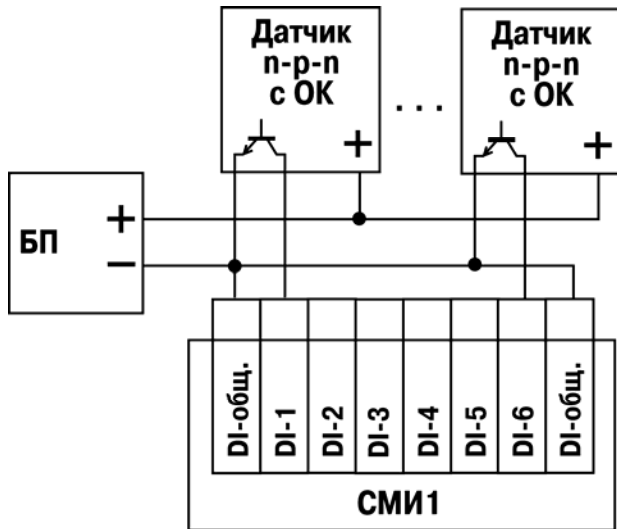 Датчик
n-p-n
с ОК
+
. . .
Датчик
n-p-n
с ОК
+
БП
+
−
DI-общ.
DI-1
DI-2
DI-3
DI-4
DI-5
DI-6
DI-общ.
СМИ1